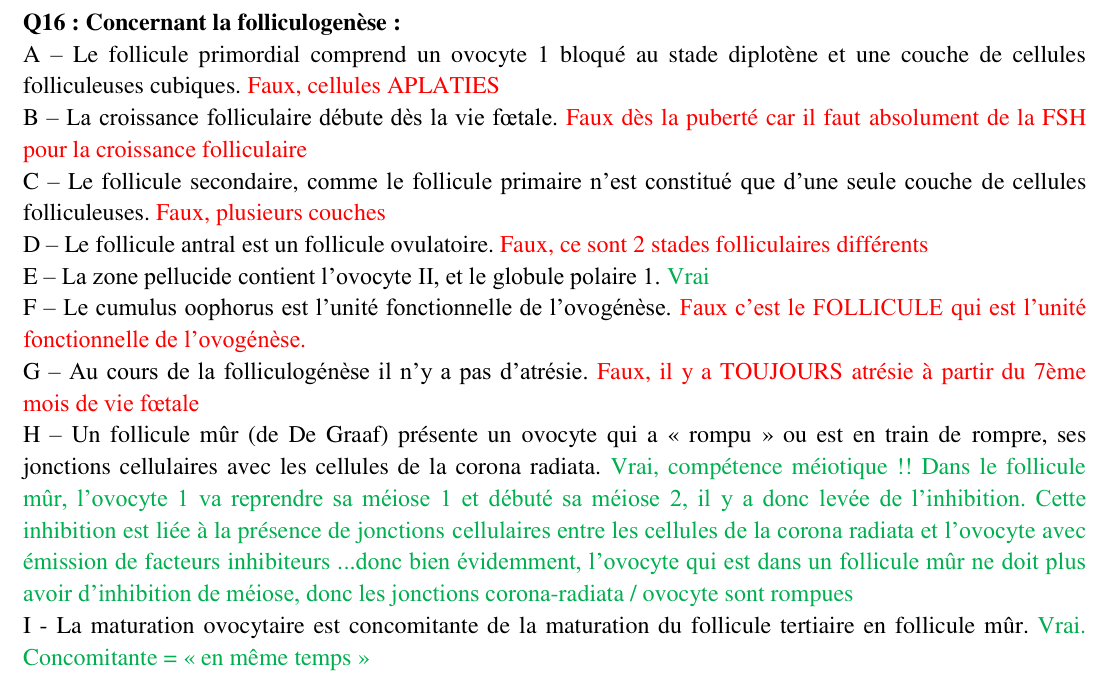 Q16 : Concernant la folliculogenèse :
A – Le follicule primordial comprend un ovocyte 1 bloqué au stade diplotène et une couche de cellules
folliculeuses cubiques. Faux, cellules APLATIES
B – La croissance folliculaire débute dès la vie fœtale. Faux dès la puberté car il faut absolument de la FSH
pour la croissance folliculaire
C – Le follicule secondaire, comme le follicule primaire n’est constitué que d’une seule couche de cellules
folliculeuses. Faux, plusieurs couches
D – Le follicule antral est un follicule ovulatoire. Faux, ce sont 2 stades folliculaires différents
E – La zone pellucide contient l’ovocyte II, et le globule polaire 1. Vrai
F – Le cumulus oophorus est l’unité fonctionnelle de l’ovogénèse. Faux c’est le FOLLICULE qui est l’unité
fonctionnelle de l’ovogénèse.
G – Au cours de la folliculogénèse il n’y a pas d’atrésie. Faux, il y a TOUJOURS atrésie à partir du 7ème
mois de vie fœtale
H – Un follicule mûr (de De Graaf) présente un ovocyte qui a « rompu » ou est en train de rompre, ses
jonctions cellulaires avec les cellules de la corona radiata. Vrai, compétence méiotique !! Dans le follicule
mûr, l’ovocyte 1 va reprendre sa méiose 1 et débuté sa méiose 2, il y a donc levée de l’inhibition. Cette
inhibition est liée à la présence de jonctions cellulaires entre les cellules de la corona radiata et l’ovocyte avec
émission de facteurs inhibiteurs ...donc bien évidemment, l’ovocyte qui est dans un follicule mûr ne doit plus
avoir d’inhibition de méiose, donc les jonctions corona-radiata / ovocyte sont rompues
I - La maturation ovocytaire est concomitante de la maturation du follicule tertiaire en follicule mûr. Vrai.
Concomitante = « en même temps »